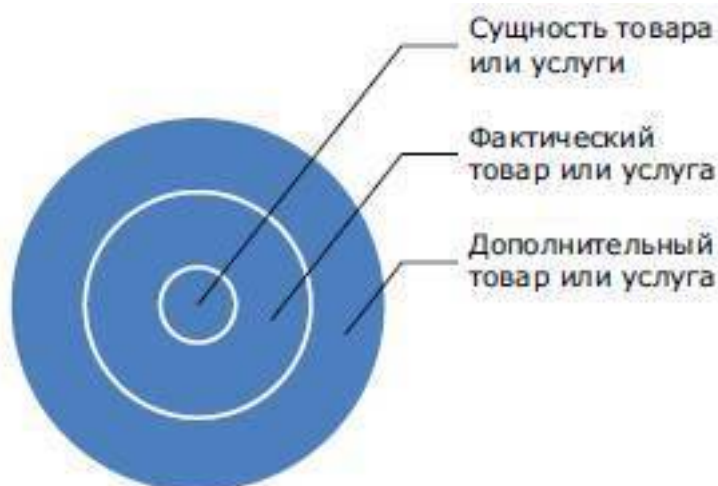 Сущность товара
или услуги
Фактический
товар или услуга
Дополнительный
товар или услуга